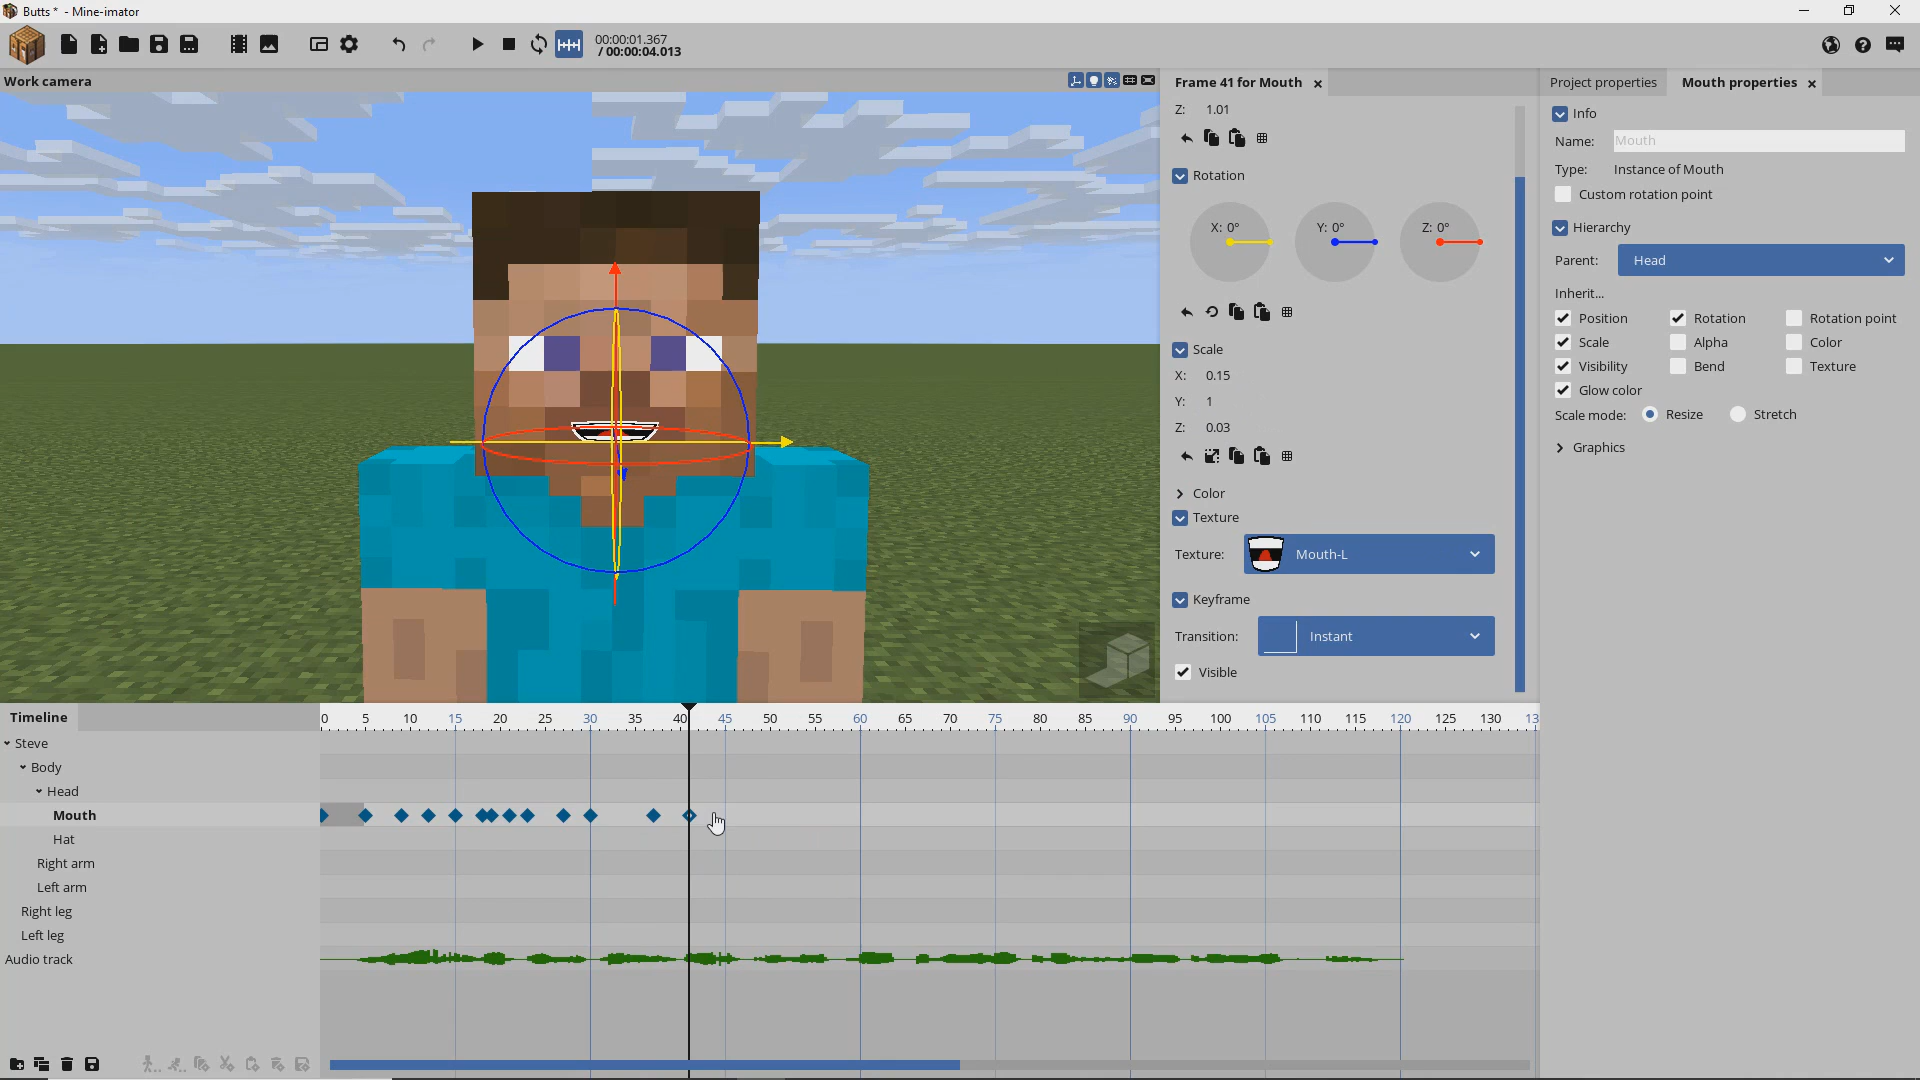 Butts * - Mine-imator
00:00:01.367
/ 00:00:04.013
Work camera
Frame 41 for Mouth
Z: 1.01
Rotation
X: 0°
Y: 0°
Z: 0°
Scale
X: 0.15
Y: 1
Z: 0.03
Color
Texture
Texture: Mouth-L
Keyframe
Transition: Instant
Visible
Project properties
Mouth properties
Info
Name: Mouth
Type: Instance of Mouth
Custom rotation point
Hierarchy
Parent: Head
Inherit...
Position Rotation Rotation point
Scale Alpha Color
Visibility Bend Texture
Glow color
Scale mode: Resize Stretch
Graphics
Timeline
0 5 10 15 20 25 30 35 40 45 50 55 60 65 70 75 80 85 90 95 100 105 110 115 120 125 130 13
Steve
Body
Head
Mouth
Hat
Right arm
Left arm
Right leg
Left leg
Audio track